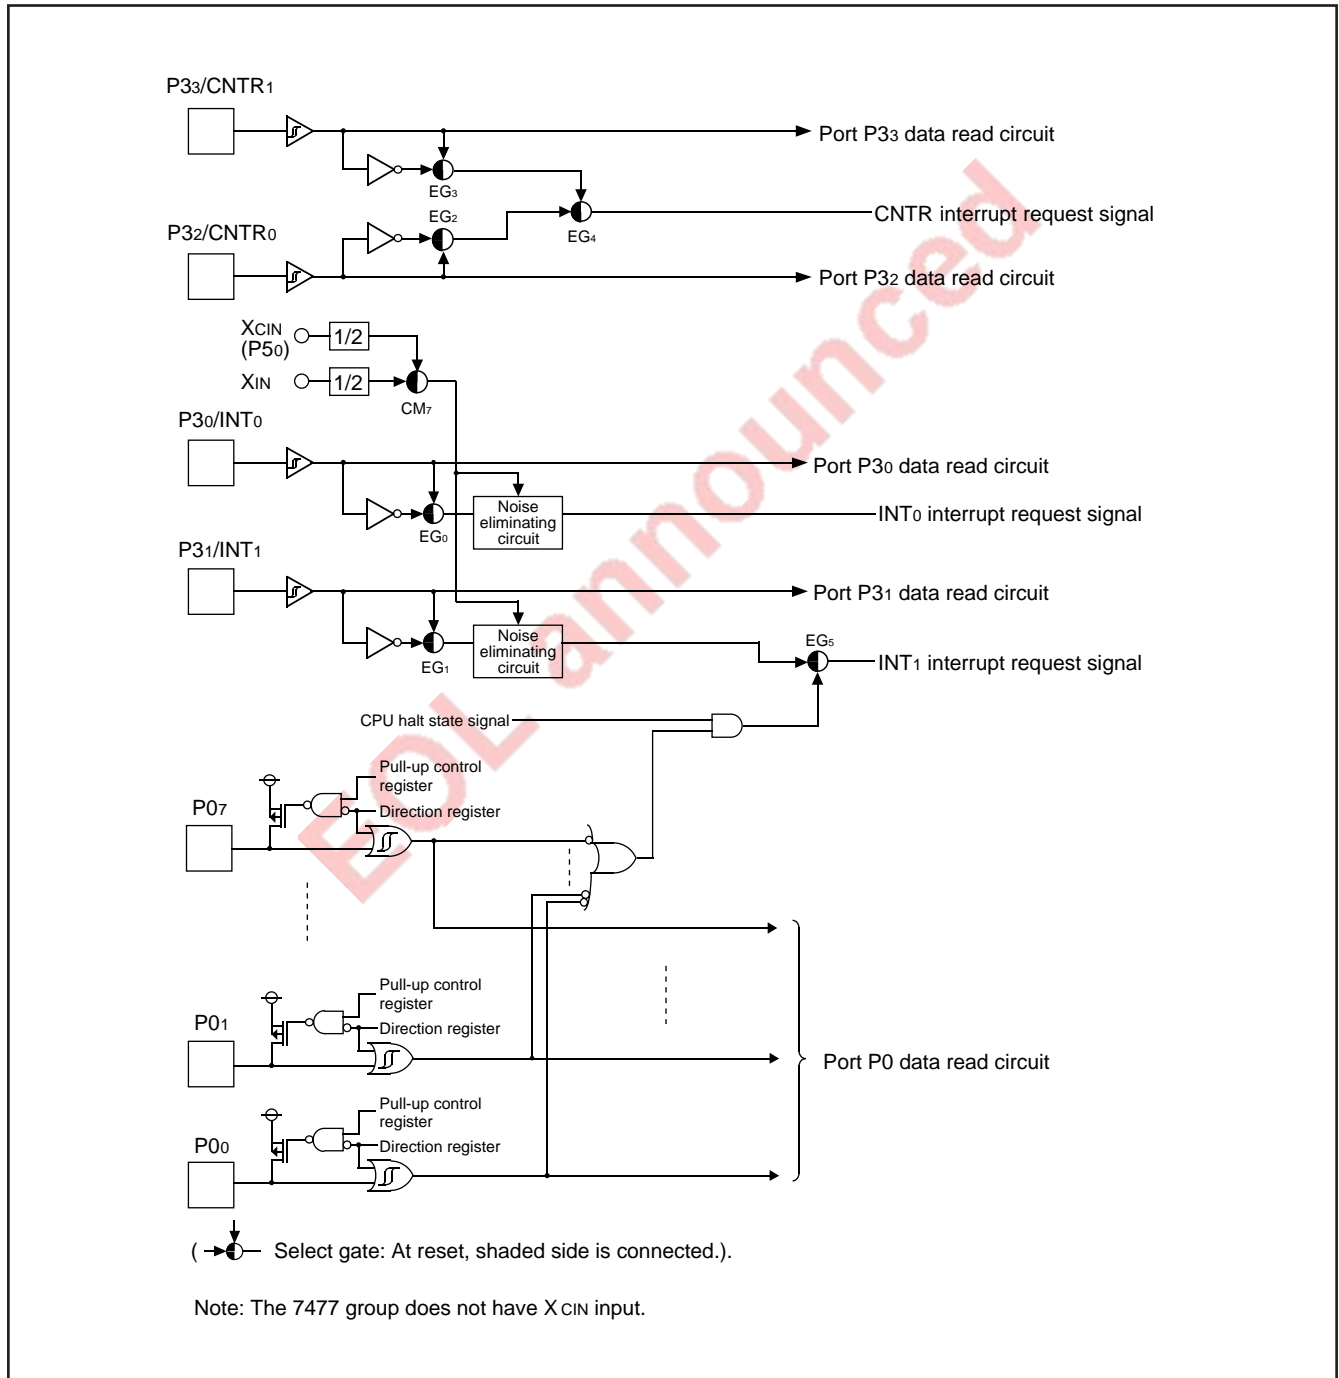 P33/CNTR1
Port P33 data read circuit
EG3
EG2
CNTR interrupt request signal
EG4
P32/CNTR0
Port P32 data read circuit
XCIN
(P50)
1/2
XIN
1/2
CM7
P30/INT0
Port P30 data read circuit
Noise
eliminating
circuit
INT0 interrupt request signal
EG0
P31/INT1
Port P31 data read circuit
Noise
eliminating
circuit
EG1
EG5
INT1 interrupt request signal
CPU halt state signal
Pull-up control
register
Direction register
P07
Pull-up control
register
Direction register
P01
Port P0 data read circuit
Pull-up control
register
Direction register
P00
( Select gate: At reset, shaded side is connected.).
Note: The 7477 group does not have XCIN input.
EOL announced